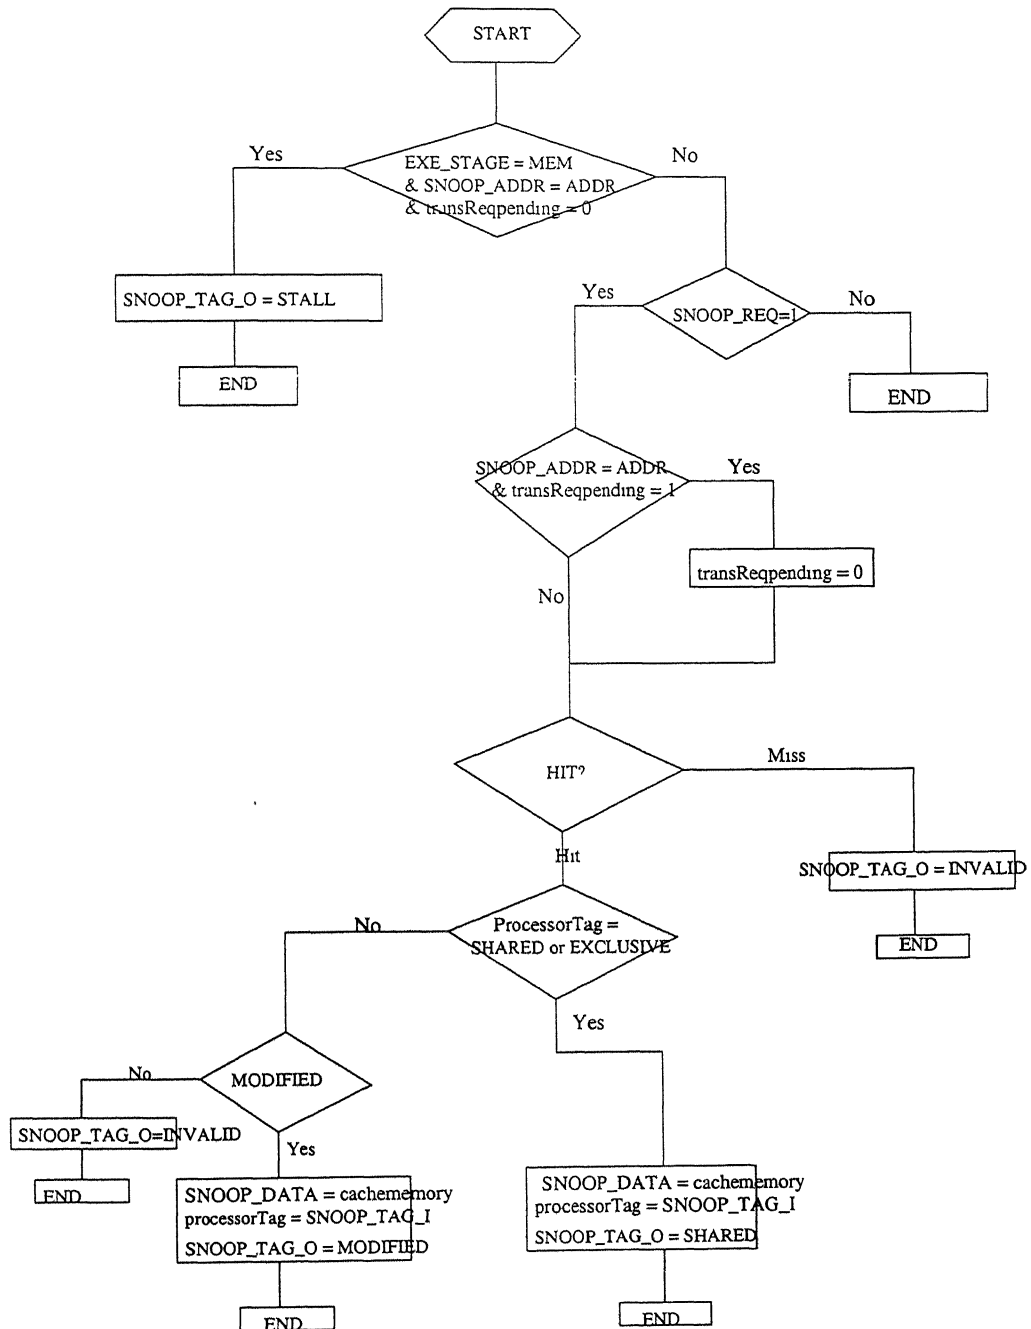 START
Yes
EXE_STAGE = MEM
& SNOOP_ADDR = ADDR
& transReqpending = 0
No
SNOOP_TAG_O = STALL
END
Yes
SNOOP_REQ=1
No
END
SNOOP_ADDR = ADDR
& transReqpending = 1
Yes
transReqpending = 0
No
HIT?
Miss
Hit
SNOOP_TAG_O = INVALID
END
No
ProcessorTag =
SHARED or EXCLUSIVE
Yes
No
MODIFIED
SNOOP_TAG_O=INVALID
END
Yes
SNOOP_DATA = cachememory
processorTag = SNOOP_TAG_I
SNOOP_TAG_O = MODIFIED
END
SNOOP_DATA = cachememory
processorTag = SNOOP_TAG_I
SNOOP_TAG_O = SHARED
END